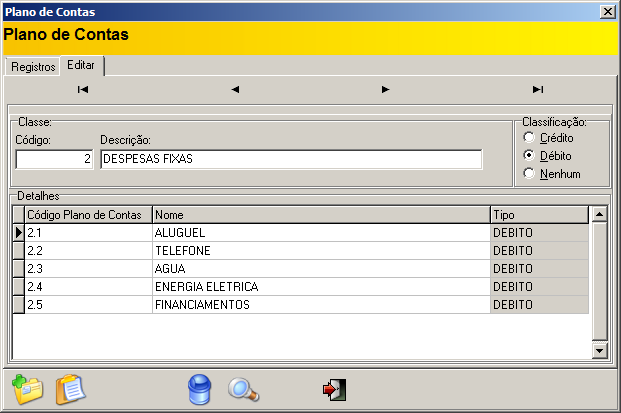 Plano de Contas
Plano de Contas
Registros Editar
Classe: Classificação:
Código: Descrição: Crédito
2 DESPESAS FIXAS Débito
Nenhum
Detalhes
Código Plano de Contas Nome Tipo
2.1 ALUGUEL DEBITO
2.2 TELEFONE DEBITO
2.3 AGUA DEBITO
2.4 ENERGIA ELETRICA DEBITO
2.5 FINANCIAMENTOS DEBITO